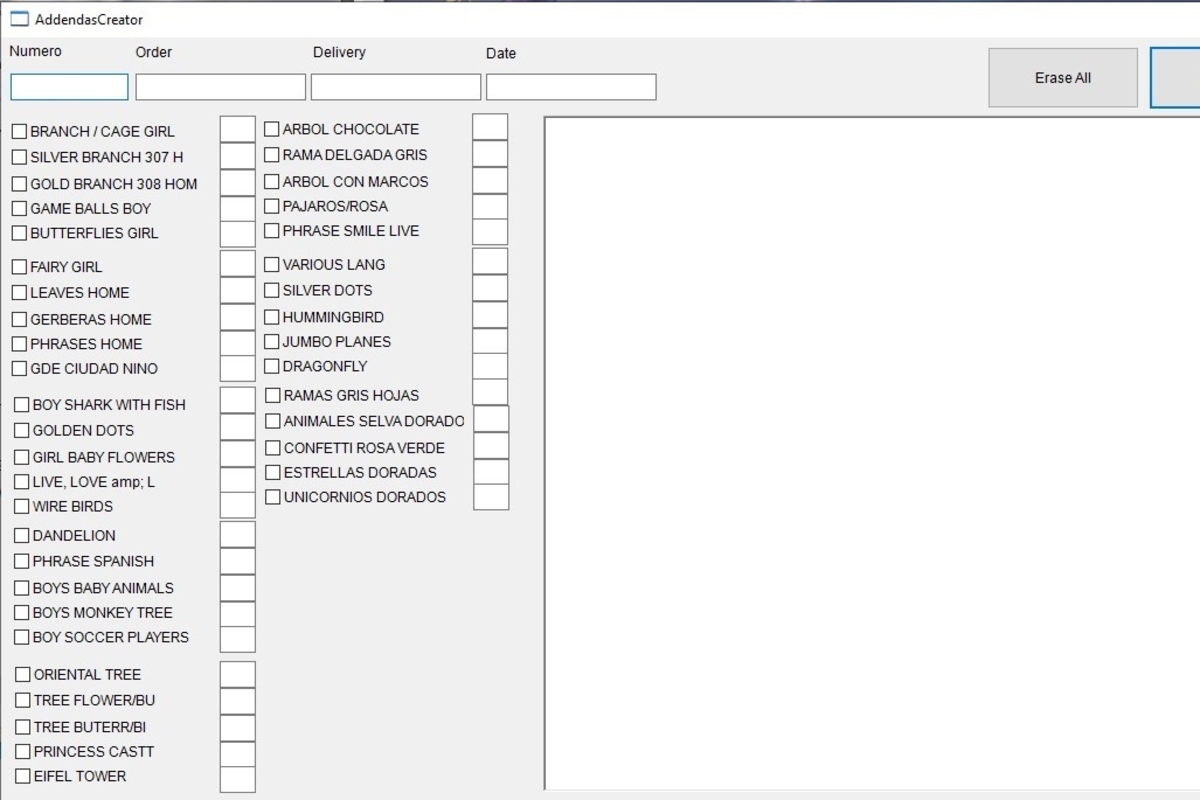 AddendasCreator
Numero Order Delivery Date
Erase All
BRANCH / CAGE GIRL
SILVER BRANCH 307 H
GOLD BRANCH 308 HOM
GAME BALLS BOY
BUTTERFLIES GIRL
FAIRY GIRL
LEAVES HOME
GERBERAS HOME
PHRASES HOME
GDE CIUDAD NINO
BOY SHARK WITH FISH
GOLDEN DOTS
GIRL BABY FLOWERS
LIVE, LOVE amp; L
WIRE BIRDS
DANDELION
PHRASE SPANISH
BOYS BABY ANIMALS
BOYS MONKEY TREE
BOY SOCCER PLAYERS
ORIENTAL TREE
TREE FLOWER/BU
TREE BUTERR/BI
PRINCESS CASTT
EIFEL TOWER
ARBOL CHOCOLATE
RAMA DELGADA GRIS
ARBOL CON MARCOS
PAJAROS/ROSA
PHRASE SMILE LIVE
VARIOUS LANG
SILVER DOTS
HUMMINGBIRD
JUMBO PLANES
DRAGONFLY
RAMAS GRIS HOJAS
ANIMALES SELVA DORADO
CONFETTI ROSA VERDE
ESTRELLAS DORADAS
UNICORNIOS DORADOS